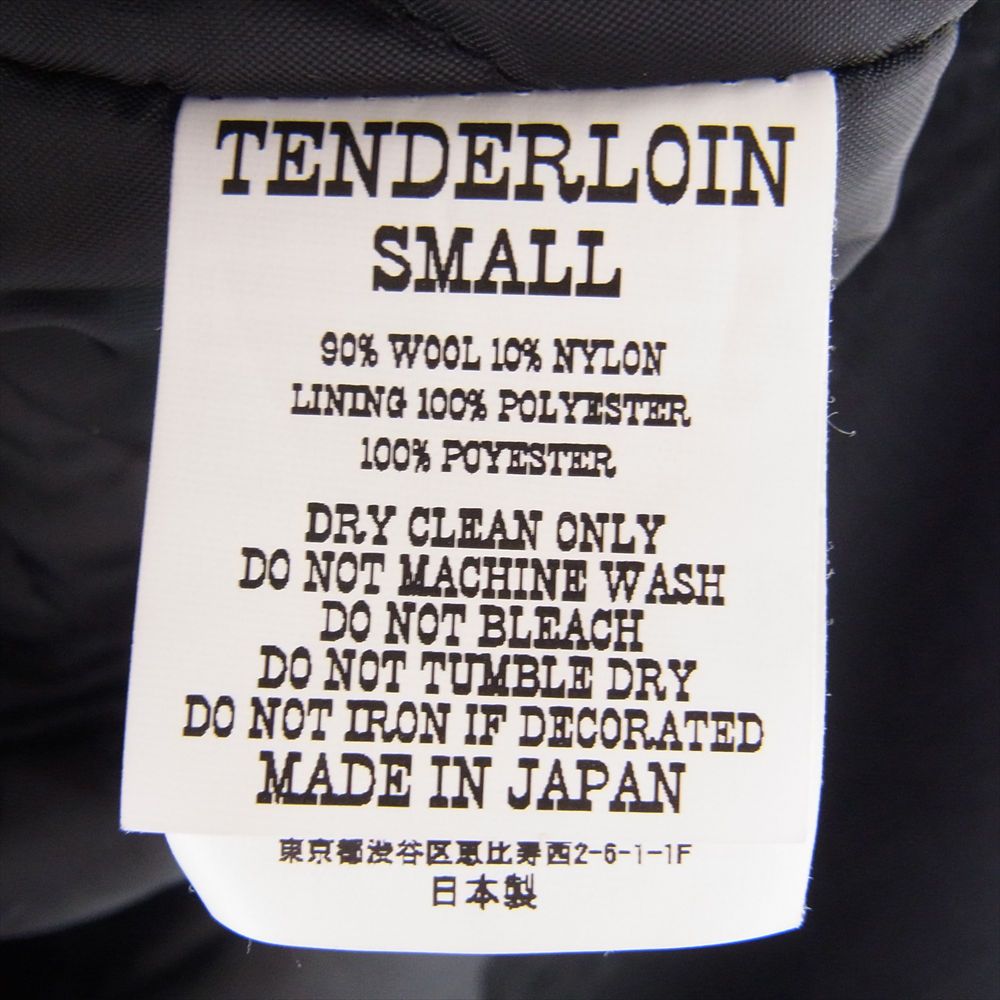 TENDERLOIN
SMALL
90% WOOL 10% NYLON
LINING 100% POLYESTER
100% POYESTER
DRY CLEAN ONLY
DO NOT MACHINE WASH
DO NOT BLEACH
DO NOT TUMBLE DRY
DO NOT IRON IF DECORATED
MADE IN JAPAN
東京都渋谷区恵比寿西2-6-1-1F
日本製